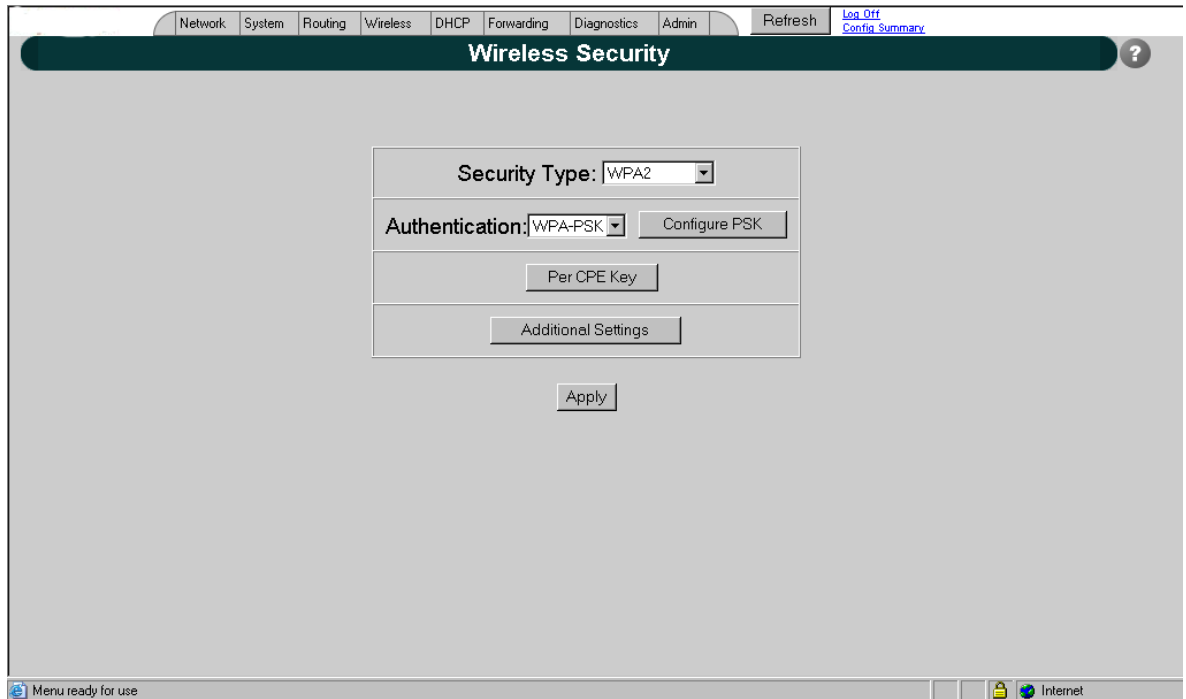 Network System Routing Wireless DHCP Forwarding Diagnostics Admin Refresh Log Off
Config Summary
Wireless Security ?
Security Type: WPA2
Authentication: WPA-PSK Configure PSK
Per CPE Key
Additional Settings
Apply
Menu ready for use Internet